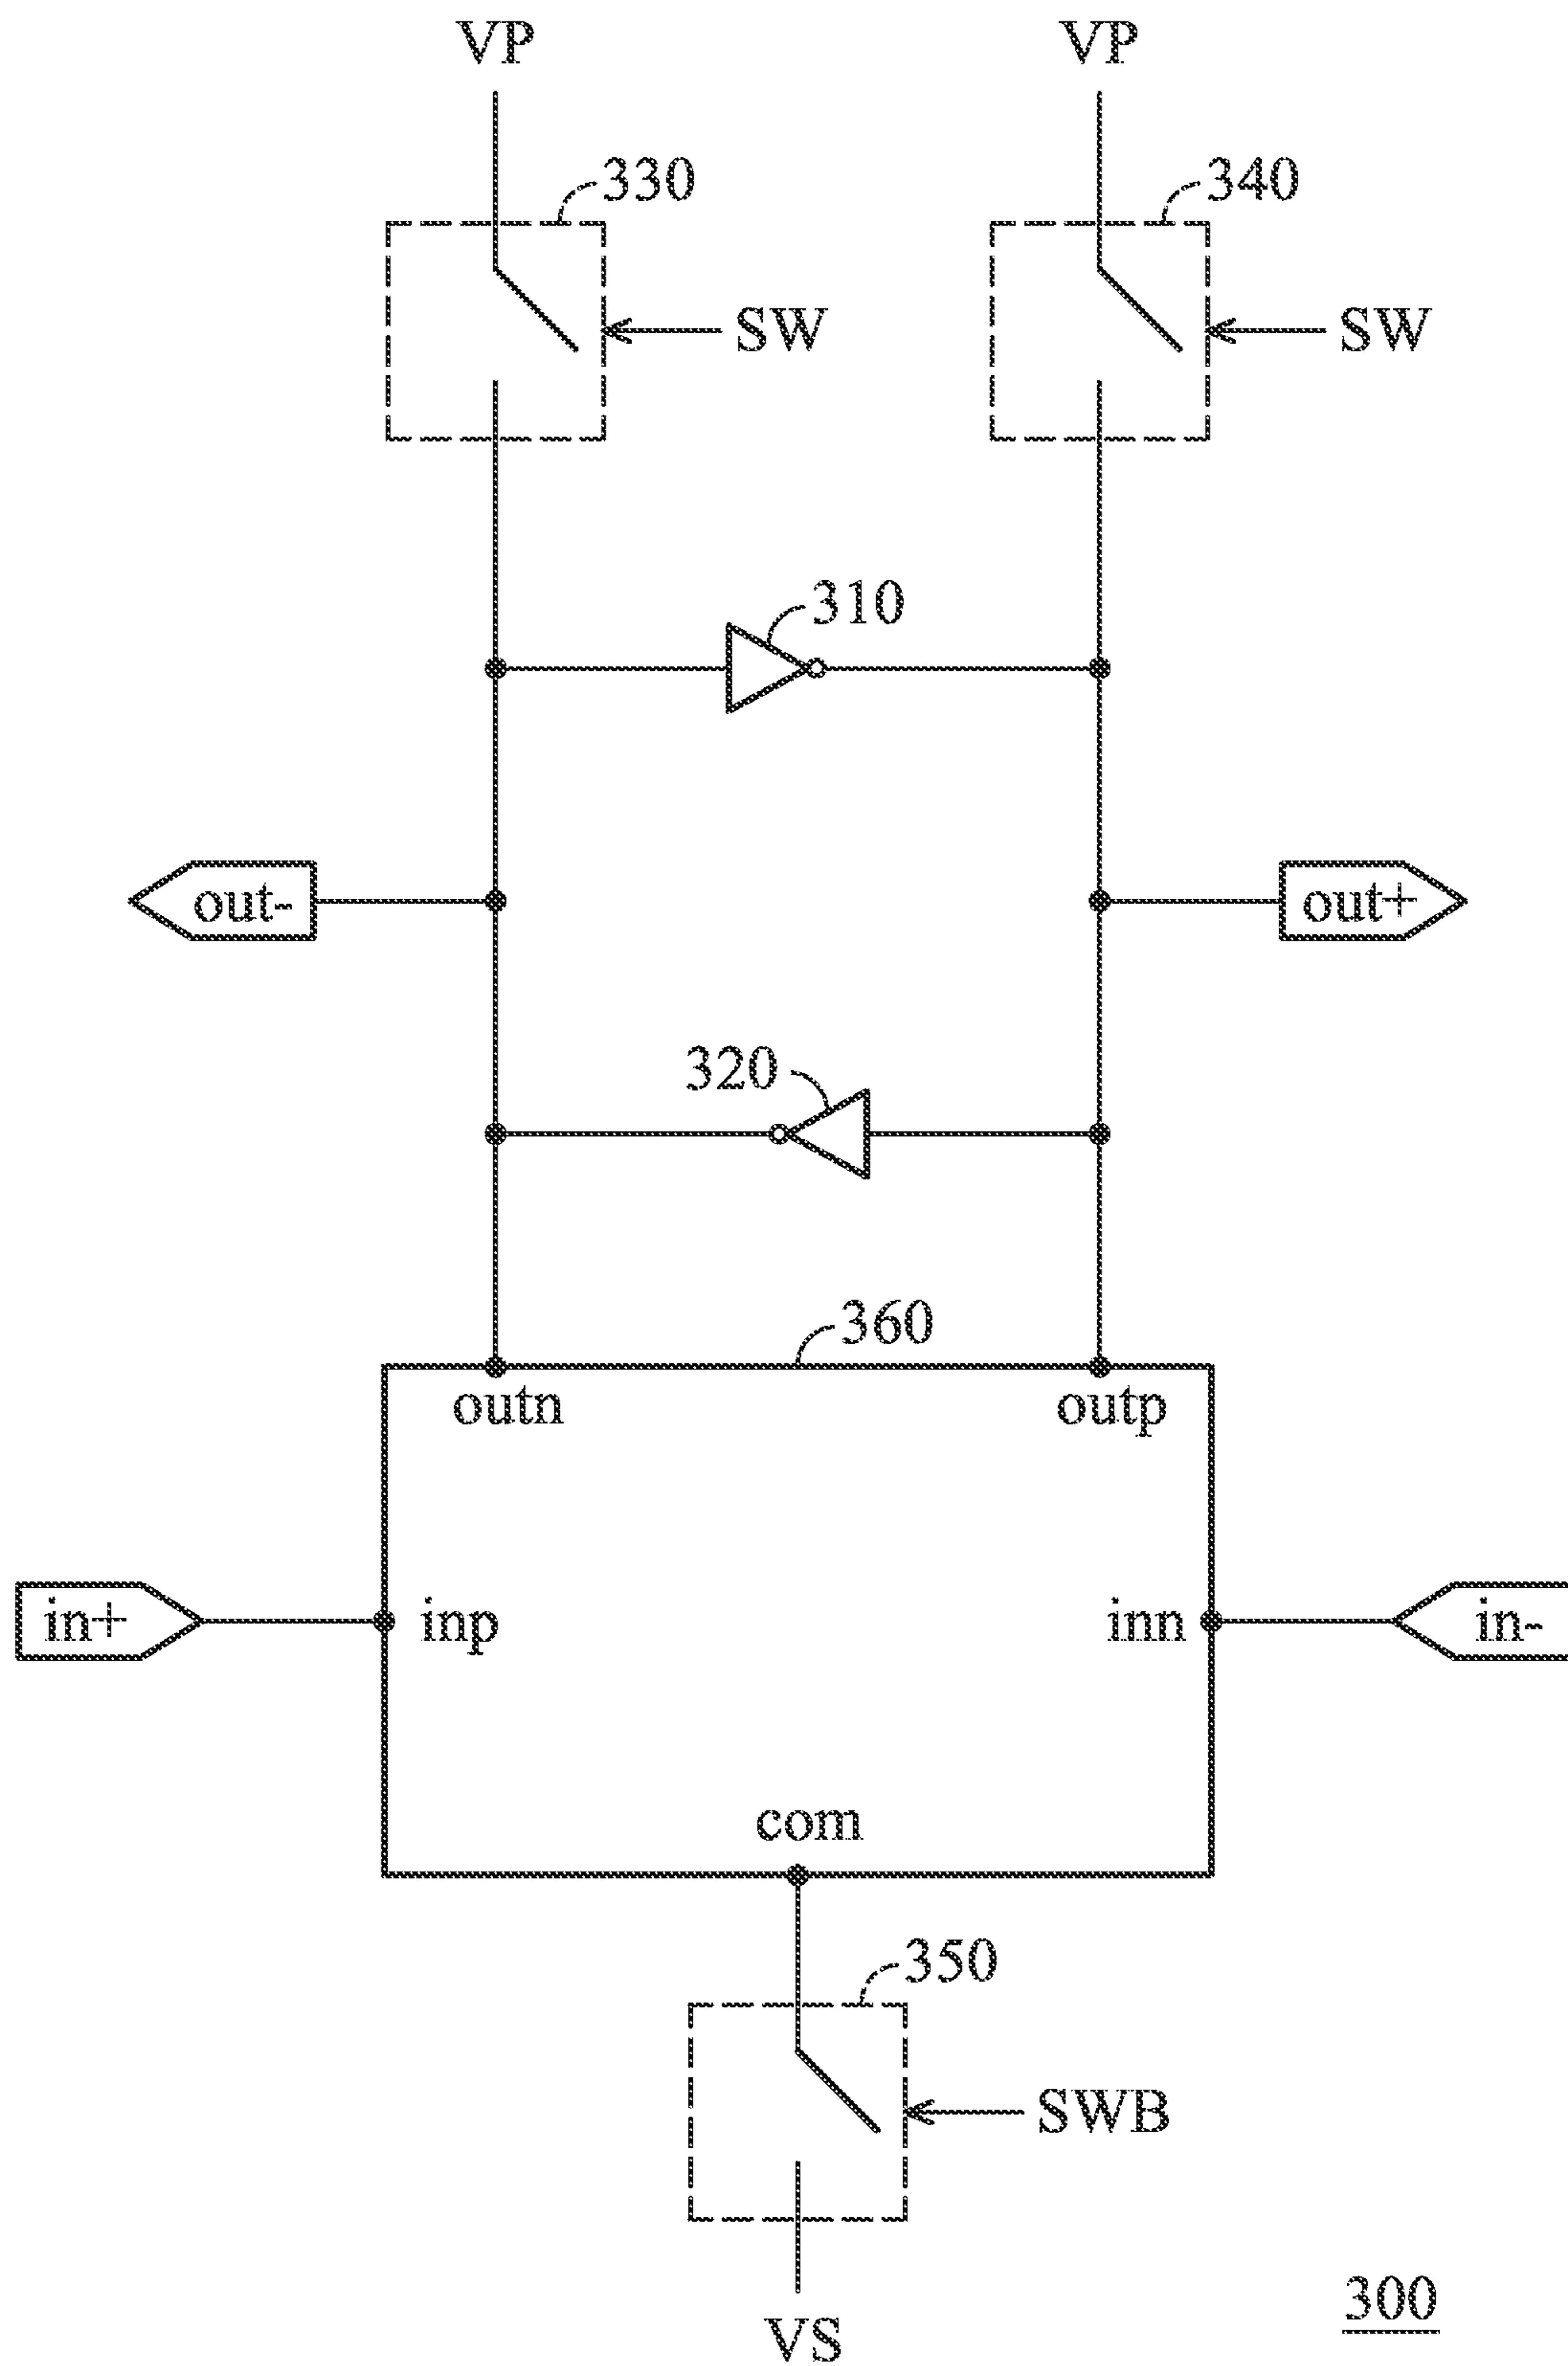 VP VP
330 340
SW SW
310
out- out+
320
360
outn outp
in+ inp inn in-
com
350
SWB
VS
300